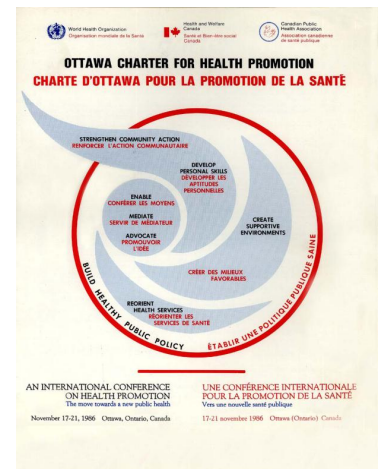 World Health Organization
Organisation mondiale de la Santé
Health and Welfare
Canada
Santé et Bien-être social
Canada
Canadian Public
Health Association
Association canadienne
de santé publique
OTTAWA CHARTER FOR HEALTH PROMOTION
CHARTE D'OTTAWA POUR LA PROMOTION DE LA SANTÉ
STRENGTHEN COMMUNITY ACTION
RENFORCER L'ACTION COMMUNAUTAIRE
DEVELOP
PERSONAL SKILLS
DÉVELOPPER LES
APTITUDES
PERSONNELLES
ENABLE
CONFÉRER LES MOYENS
MEDIATE
SERVIR DE MÉDIATEUR
ADVOCATE
PROMOUVOIR
L'IDÉE
CREATE
SUPPORTIVE
ENVIRONMENTS
CRÉER DES MILIEUX
FAVORABLES
REORIENT
HEALTH SERVICES
RÉORIENTER LES
SERVICES DE SANTÉ
BUILD HEALTHY PUBLIC POLICY
ÉTABLIR UNE POLITIQUE PUBLIQUE SAINE
AN INTERNATIONAL CONFERENCE
ON HEALTH PROMOTION
The move towards a new public health
November 17-21, 1986 Ottawa, Ontario, Canada
UNE CONFÉRENCE INTERNATIONALE
POUR LA PROMOTION DE LA SANTÉ
Vers une nouvelle santé publique
17-21 novembre 1986 Ottawa (Ontario) Canada